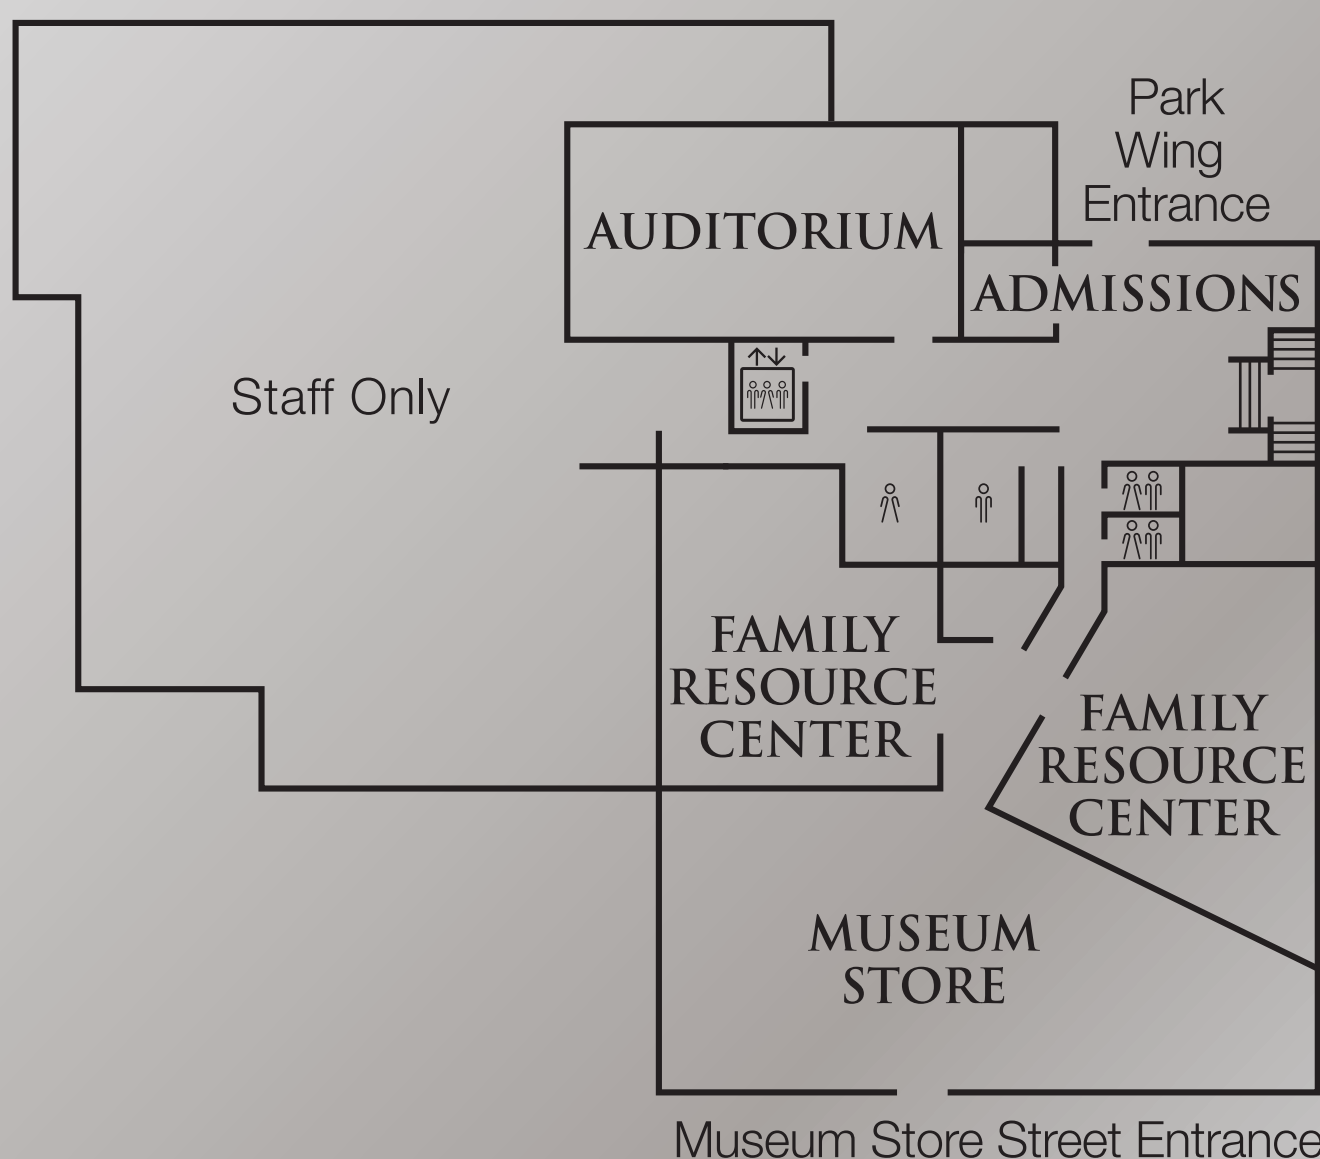 Park
Wing
Entrance
AUDITORIUM
ADMISSIONS
Staff Only
FAMILY
RESOURCE
CENTER
FAMILY
RESOURCE
CENTER
MUSEUM
STORE
Museum Store Street Entrance